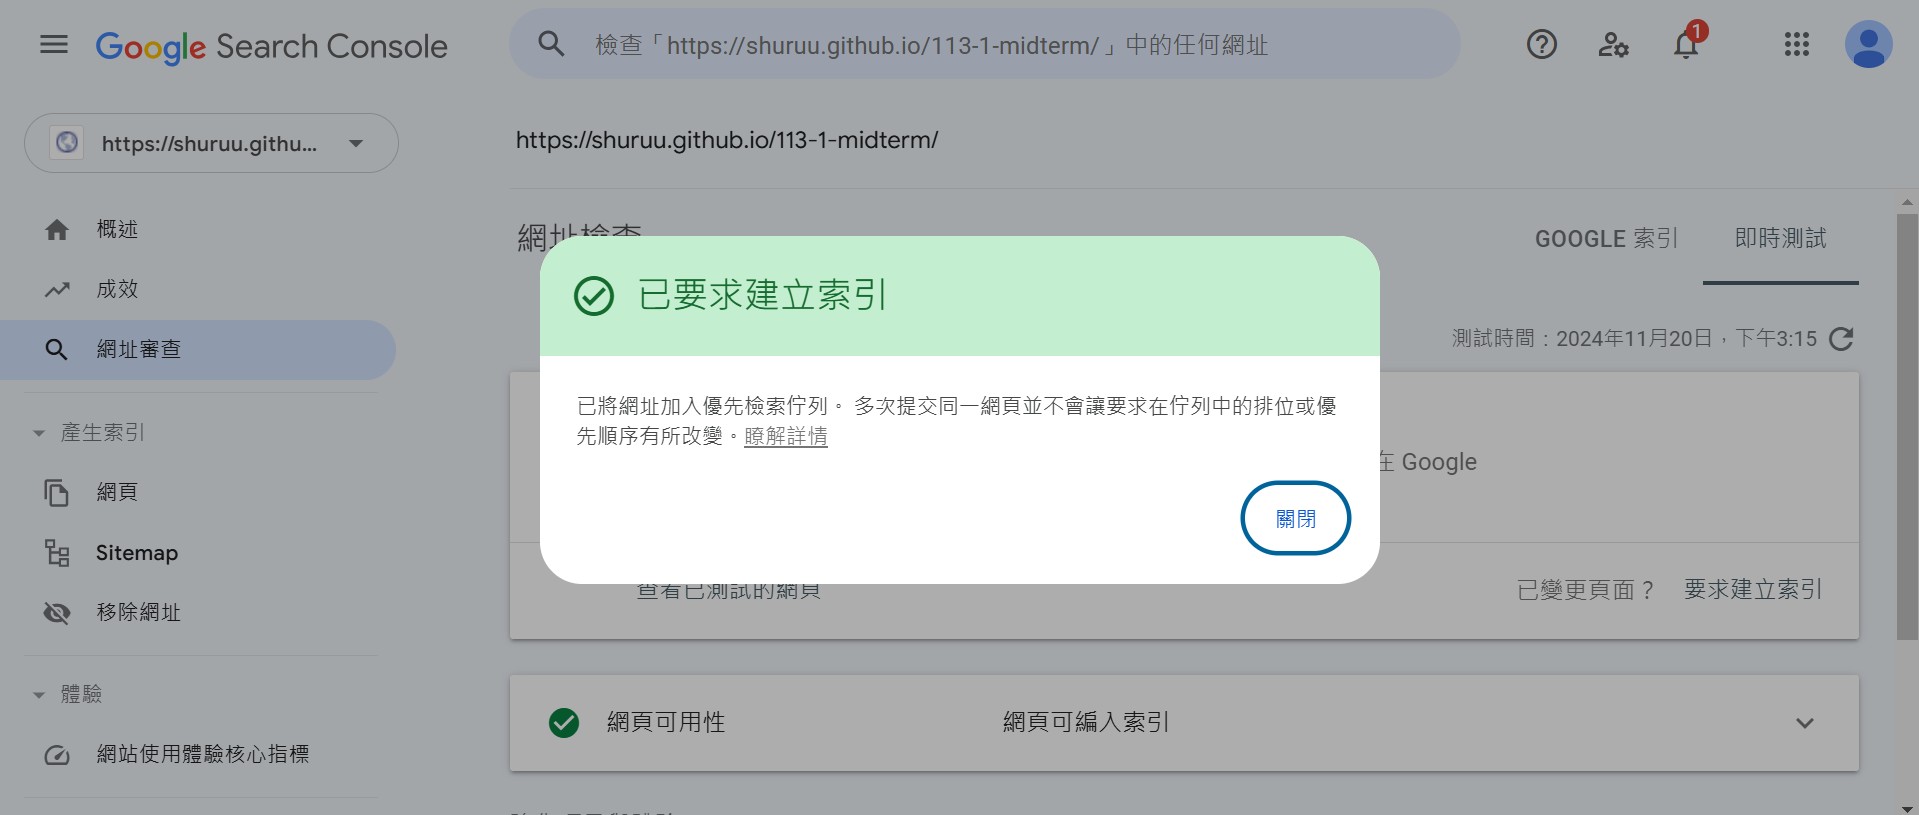 Google Search Console
檢查「https://shuruu.github.io/113-1-midterm/」中的任何網址
1
https://shuruu.githu...
https://shuruu.github.io/113-1-midterm/
概述
成效
網址審查
產生索引
網頁
Sitemap
移除網址
體驗
網站使用體驗核心指標
網址檢查
GOOGLE 索引
即時測試
測試時間：2024年11月20日，下午3:15
已要求建立索引
已將網址加入優先檢索佇列。 多次提交同一網頁並不會讓要求在佇列中的排位或優
先順序有所改變。瞭解詳情
關閉
在 Google
查看已測試的網頁
已變更頁面？
要求建立索引
網頁可用性
網頁可編入索引